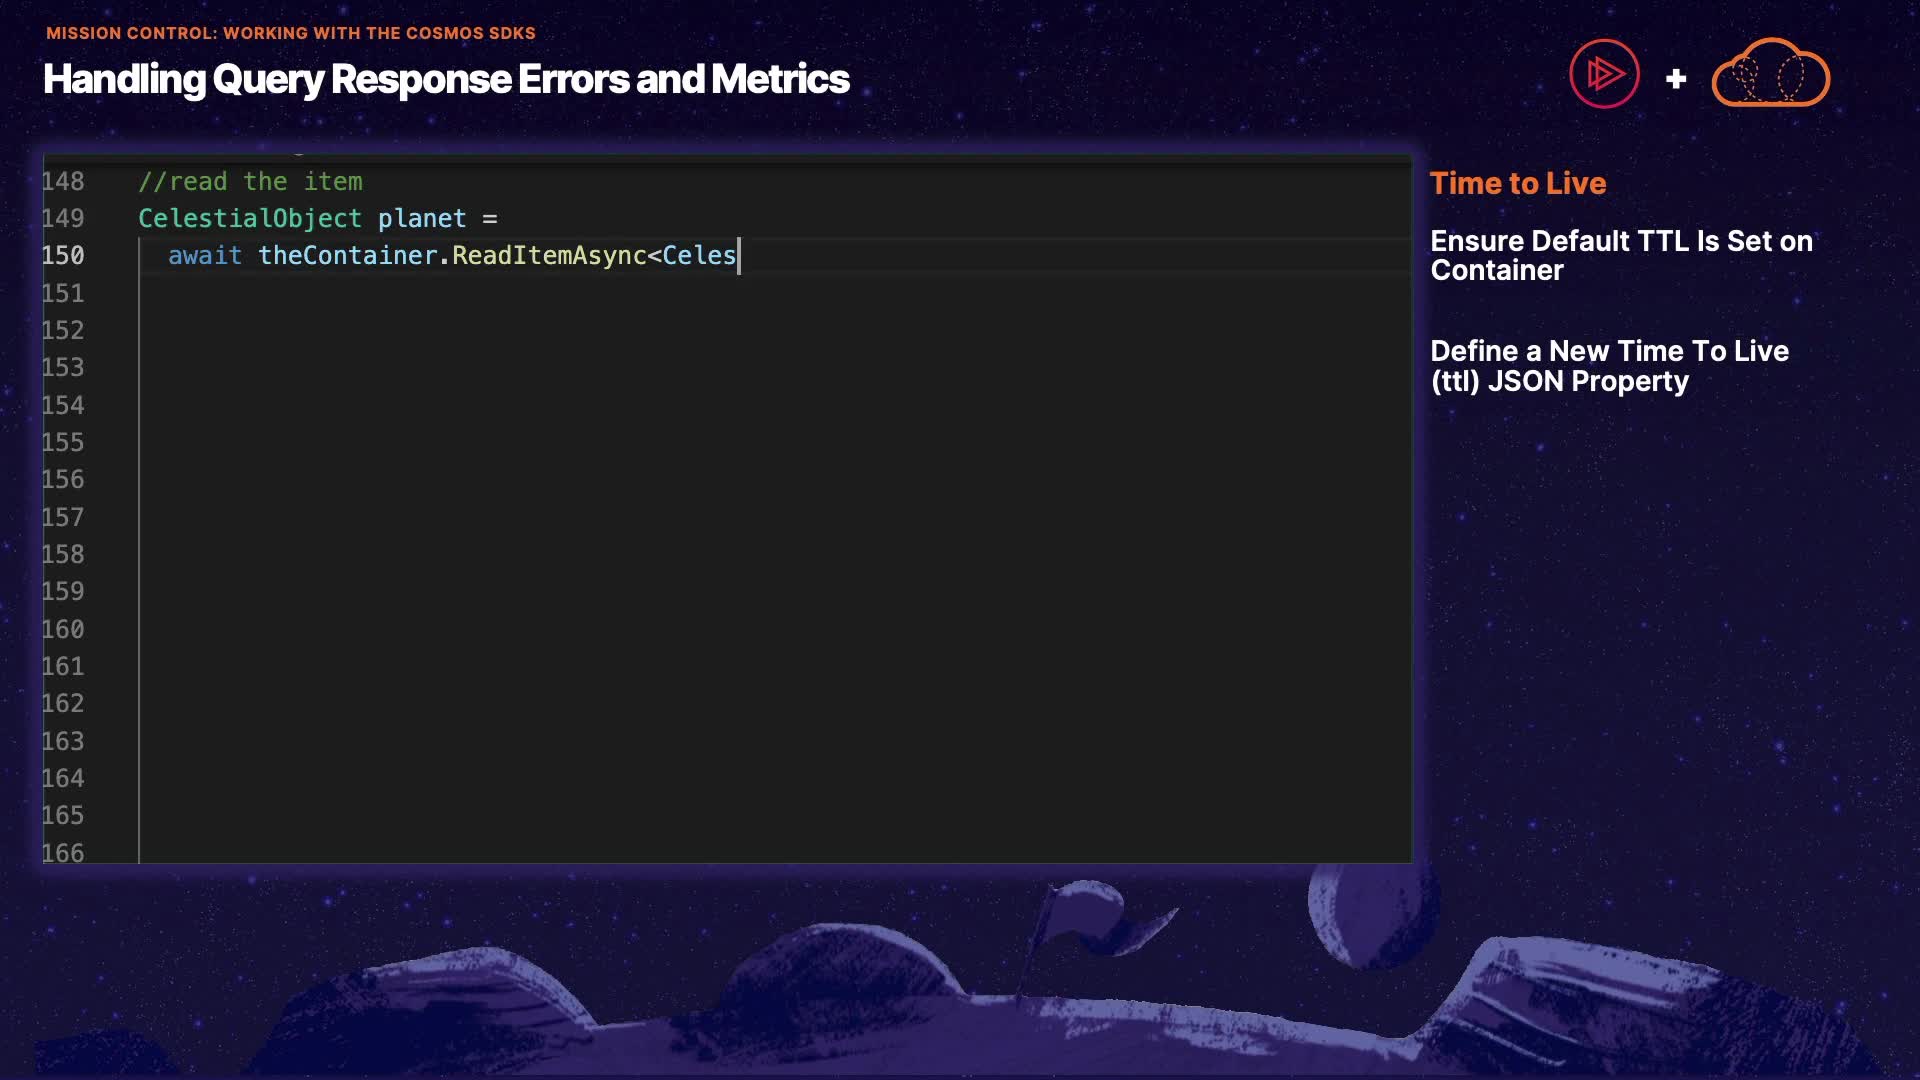 MISSION CONTROL: WORKING WITH THE COSMOS SDKS
Handling Query Response Errors and Metrics
148 //read the item
149 CelestialObject planet =
150 await theContainer.ReadItemAsync<Celes
151
152
153
154
155
156
157
158
159
160
161
162
163
164
165
166
Time to Live
Ensure Default TTL Is Set on
Container
Define a New Time To Live
(ttl) JSON Property